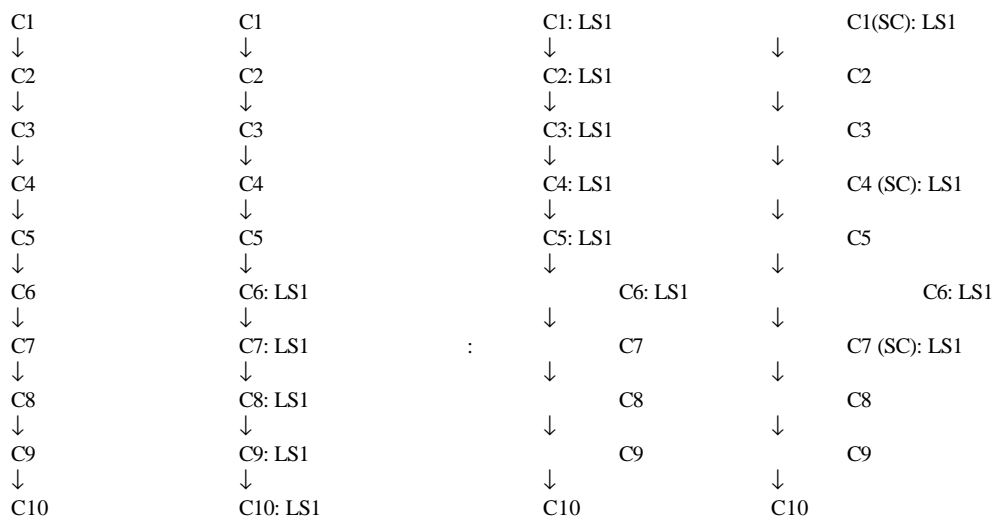 C1 C1 C1: LS1 C1(SC): LS1
↓ ↓ ↓ ↓
C2 C2 C2: LS1 C2
↓ ↓ ↓ ↓
C3 C3 C3: LS1 C3
↓ ↓ ↓ ↓
C4 C4 C4: LS1 C4 (SC): LS1
↓ ↓ ↓ ↓
C5 C5 C5: LS1 C5
↓ ↓ ↓ ↓
C6 C6: LS1 C6: LS1 C6: LS1
↓ ↓ ↓ ↓
C7 C7: LS1 : C7 C7 (SC): LS1
↓ ↓ ↓ ↓
C8 C8: LS1 C8 C8
↓ ↓ ↓ ↓
C9 C9: LS1 C9 C9
↓ ↓ ↓ ↓
C10 C10: LS1 C10 C10